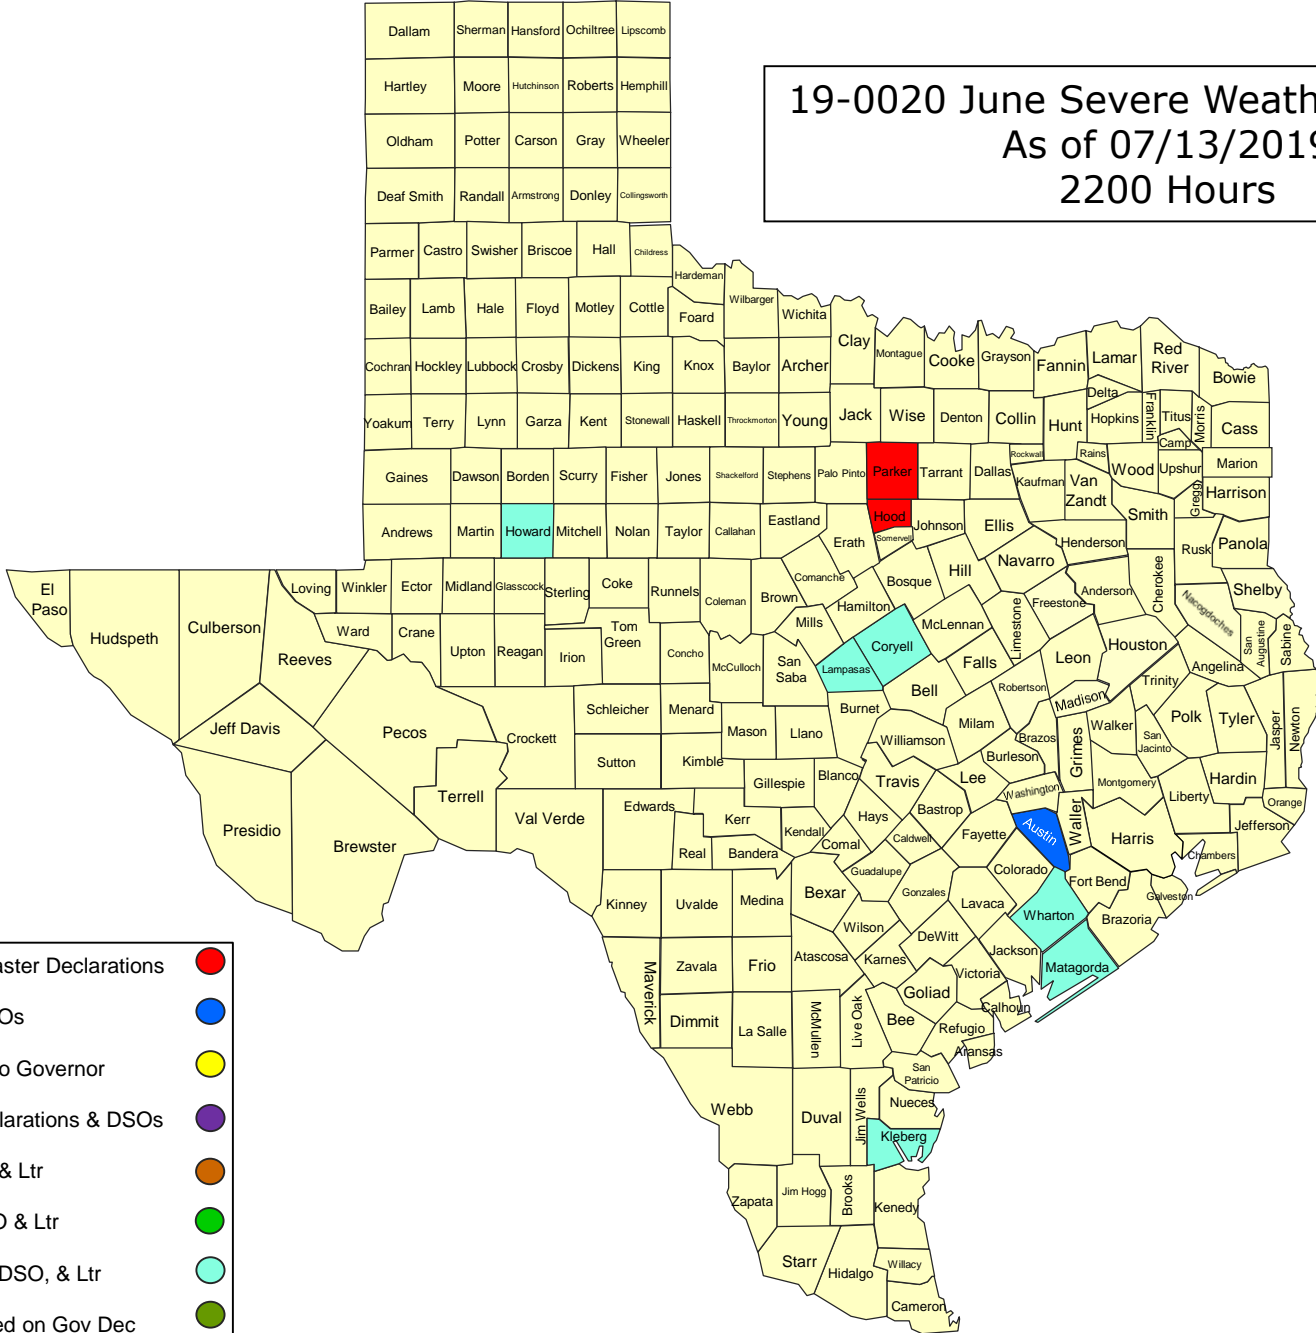 19-0020 June Severe Weath
As of 07/13/2019
2200 Hours
Dallam Sherman Hansford Ochiltree Lipscomb
Hartley Moore Hutchinson Roberts Hemphill
Oldham Potter Carson Gray Wheeler
Deaf Smith Randall Armstrong Donley Collingsworth
Parmer Castro Swisher Briscoe Hall Childress
Hardeman
Bailey Lamb Hale Floyd Motley Cottle Foard Wilbarger Wichita
Clay Montague Cooke Grayson Fannin Lamar Red River Bowie
Cochran Hockley Lubbock Crosby Dickens King Knox Baylor Archer
Delta Franklin Titus Morris Cass
Yoakum Terry Lynn Garza Kent Stonewall Haskell Throckmorton Young Jack Wise Denton Collin Hunt Hopkins
Camp
Gaines Dawson Borden Scurry Fisher Jones Shackelford Stephens Palo Pinto Parker Tarrant Dallas Rockwall Rains Wood Upshur Marion
Kaufman Van Zandt Gregg Harrison
Andrews Martin Howard Mitchell Nolan Taylor Callahan Eastland Hood Johnson Ellis Smith
Erath Somervell Henderson Rusk Panola
El Paso Hudspeth Culberson Loving Winkler Ector Midland Glasscock Sterling Coke Runnels Coleman Brown Comanche Bosque Hill Navarro Anderson Cherokee Shelby
Reeves Ward Crane Upton Reagan Irion Tom Green Concho McCulloch San Saba Mills Hamilton McLennan Limestone Freestone Nacogdoches
Lampasas Coryell Falls Leon Houston Angelina San Augustine Sabine
Jeff Davis Pecos Crockett Schleicher Menard Mason Llano Burnet Bell Robertson Madison Trinity
Milam Brazos Grimes Walker San Jacinto Polk Tyler Jasper Newton
Sutton Kimble Gillespie Blanco Williamson Burleson
Travis Lee Washington Montgomery Liberty Hardin
Presidio Brewster Terrell Val Verde Edwards Kerr Kendall Hays Bastrop Orange
Real Bandera Comal Caldwell Fayette Austin Waller Harris Jefferson
Chambers
Kinney Uvalde Medina Bexar Guadalupe Gonzales Lavaca Colorado Fort Bend Galveston
Wilson Wharton Brazoria
Maverick Zavala Frio Atascosa Karnes DeWitt Jackson Matagorda
Victoria
Dimmit La Salle McMullen Live Oak Bee Goliad Calhoun
Refugio
Aransas
San Patricio
Webb Duval Jim Wells Nueces
Kleberg
Zapata Jim Hogg Brooks Kenedy
Starr Hidalgo Willacy
Cameron
aster Declarations
Os
o Governor
larations & DSOs
& Ltr
O & Ltr
DSO, & Ltr
ed on Gov Dec